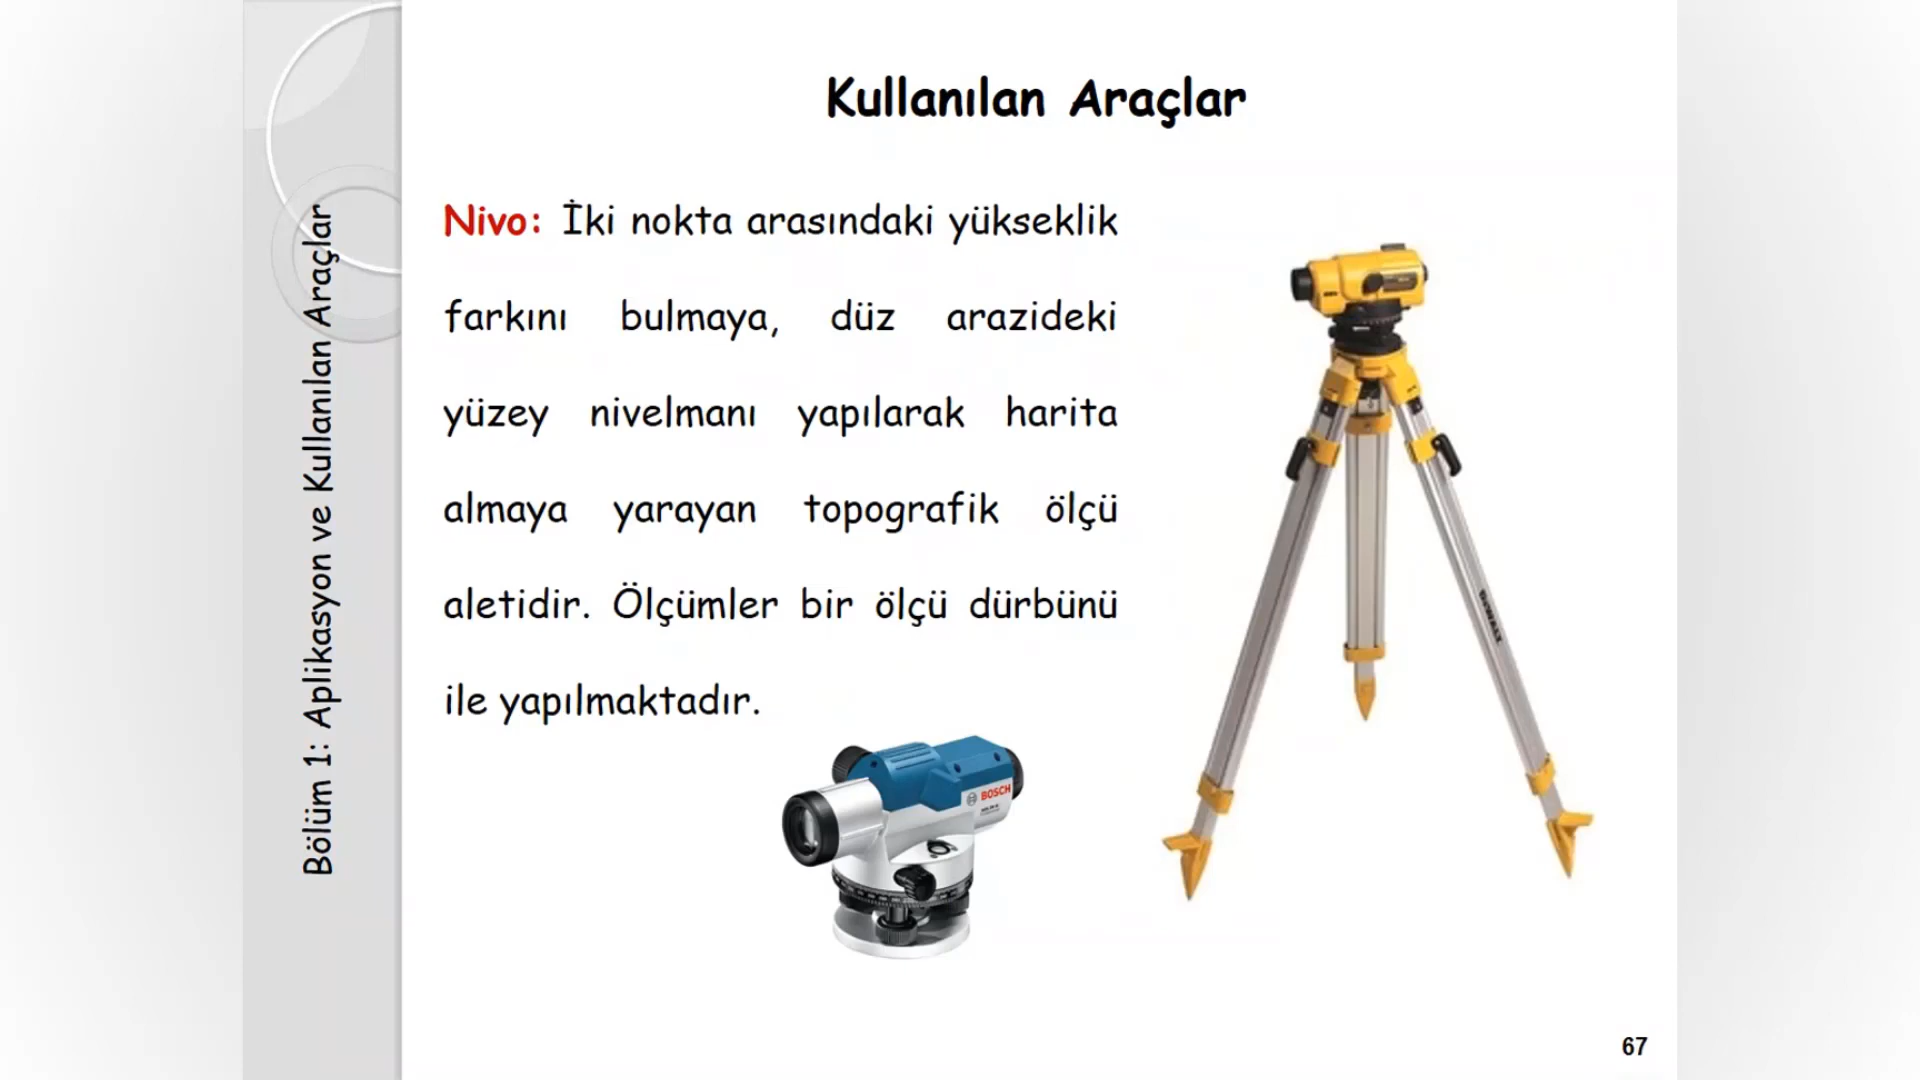 Kullanılan Araçlar
Bölüm 1: Aplikasyon ve Kullanılan Araçlar
Nivo: İki nokta arasındaki yükseklik
farkını bulmaya, düz arazideki
yüzey nivelmanı yapılarak harita
almaya yarayan topografik ölçü
aletidir. Ölçümler bir ölçü dürbünü
ile yapılmaktadır.
BOSCH
67